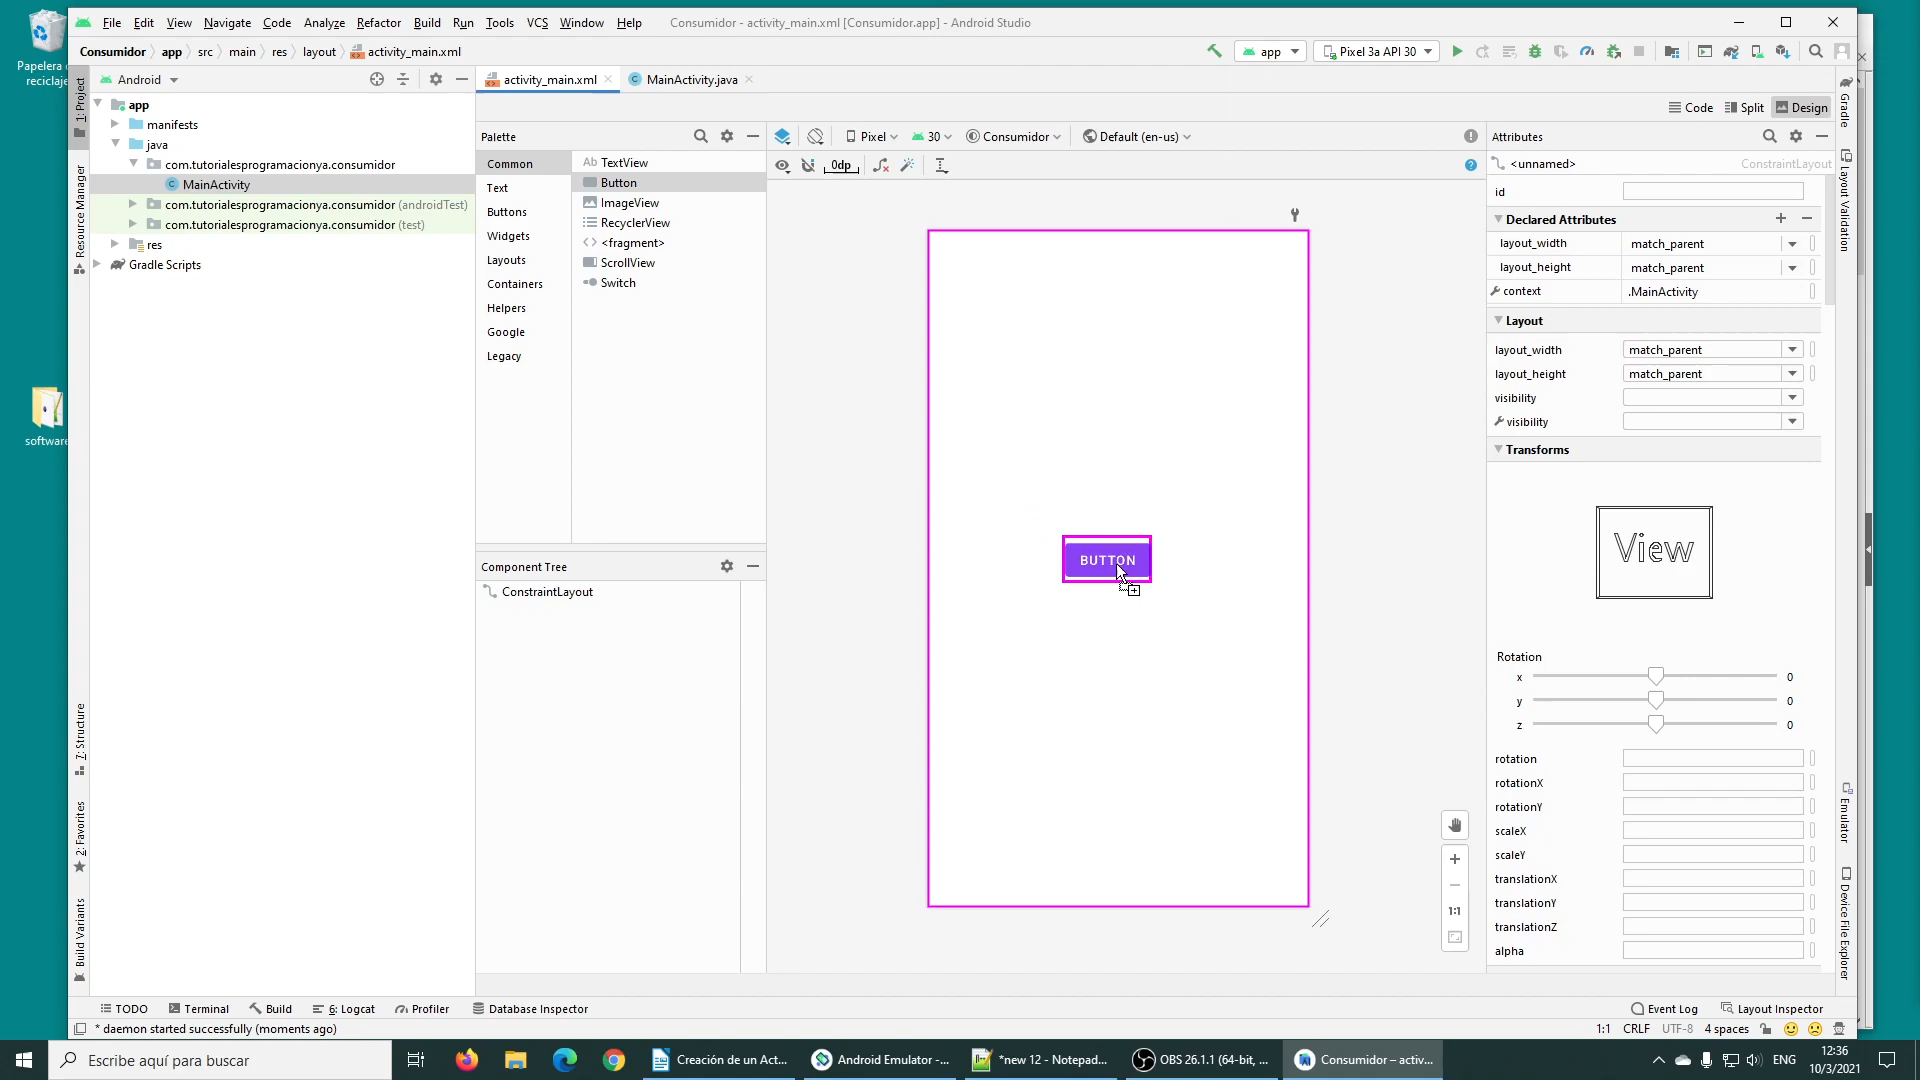 Papelera de
reciclaje
software
File Edit View Navigate Code Analyze Refactor Build Run Tools VCS Window Help
Consumidor - activity_main.xml [Consumidor.app] - Android Studio
Consumidor app src main res layout activity_main.xml
app
Pixel 3a API 30
1: Project
Resource Manager
7: Structure
2: Favorites
Build Variants
Android
app
manifests
java
com.tutorialesprogramacionya.consumidor
MainActivity
com.tutorialesprogramacionya.consumidor (androidTest)
com.tutorialesprogramacionya.consumidor (test)
res
Gradle Scripts
activity_main.xml
MainActivity.java
Code Split Design
Palette
Common
Text
Buttons
Widgets
Layouts
Containers
Helpers
Google
Legacy
Ab TextView
Button
ImageView
RecyclerView
<fragment>
ScrollView
Switch
Component Tree
ConstraintLayout
Pixel 30 Consumidor Default (en-us)
0dp
BUTTON
1:1
Attributes
<unnamed> ConstraintLayout
id
Declared Attributes
layout_width match_parent
layout_height match_parent
context .MainActivity
Layout
layout_width match_parent
layout_height match_parent
visibility
visibility
Transforms
View
Rotation
x 0
y 0
z 0
rotation
rotationX
rotationY
scaleX
scaleY
translationX
translationY
translationZ
alpha
Gradle
Layout Validation
Emulator
Device File Explorer
TODO Terminal Build 6: Logcat Profiler Database Inspector
Event Log Layout Inspector
* daemon started successfully (moments ago)
1:1 CRLF UTF-8 4 spaces
Escribe aquí para buscar
Creación de un Act...
Android Emulator -...
*new 12 - Notepad...
OBS 26.1.1 (64-bit, ...
Consumidor – activ...
ENG
12:36
10/3/2021